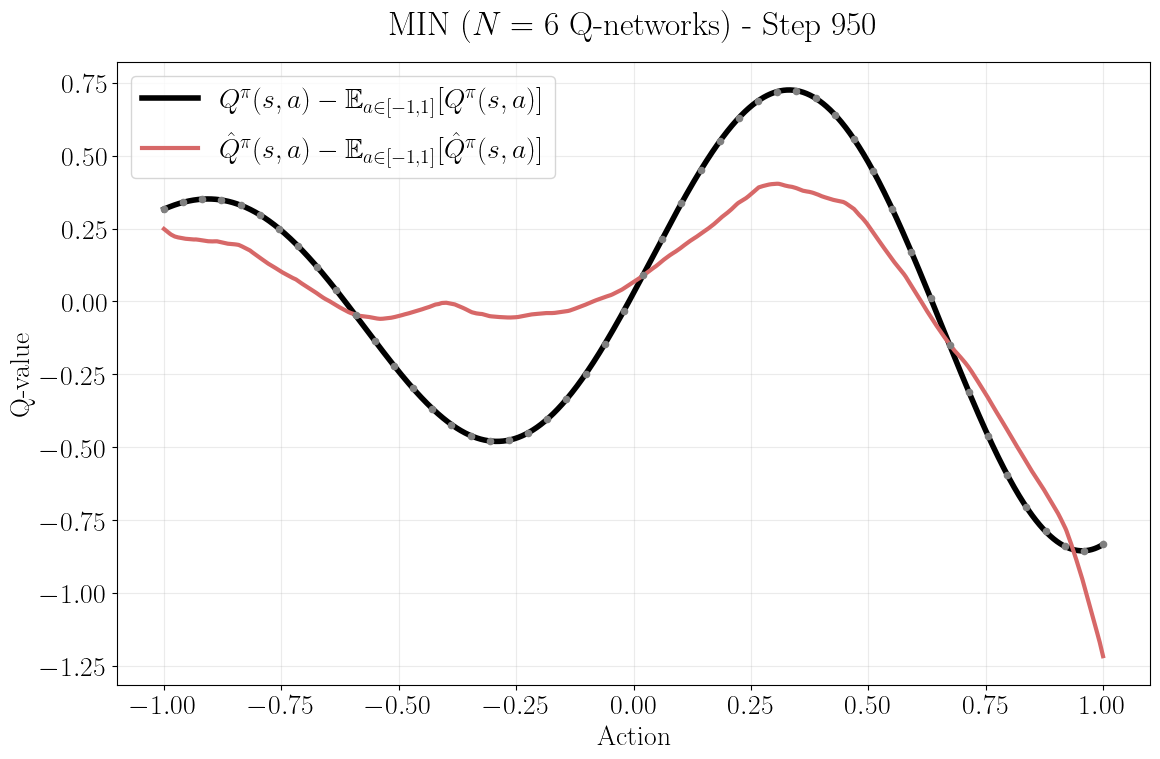 MIN (N = 6 Q-networks) - Step 950
Q^π(s, a) − 𝔼_{a∈[−1,1]}[Q^π(s, a)]
Q̂^π(s, a) − 𝔼_{a∈[−1,1]}[Q̂^π(s, a)]
Q-value
0.75
0.50
0.25
0.00
−0.25
−0.50
−0.75
−1.00
−1.25
−1.00 −0.75 −0.50 −0.25 0.00 0.25 0.50 0.75 1.00
Action